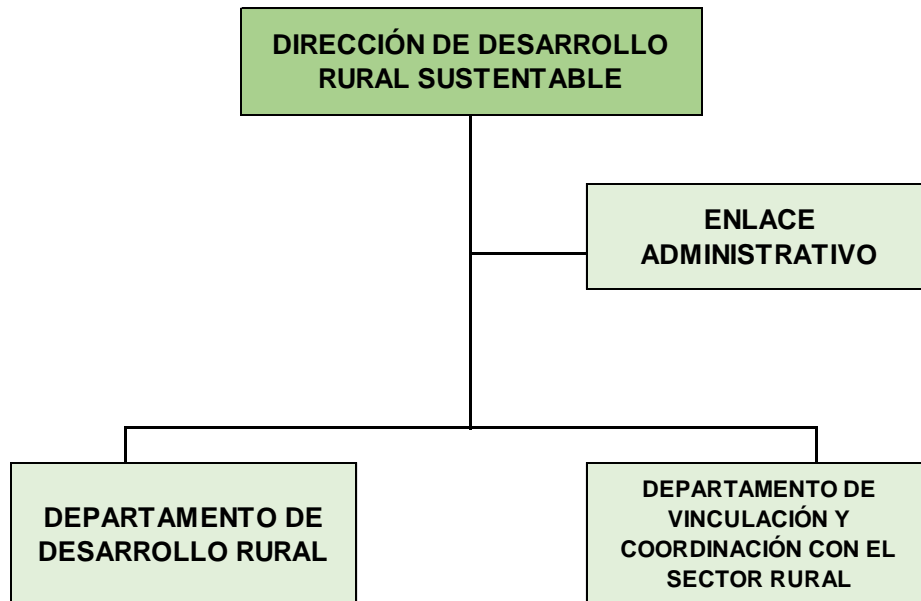 DIRECCIÓN DE DESARROLLO
RURAL SUSTENTABLE
ENLACE
ADMINISTRATIVO
DEPARTAMENTO DE
DESARROLLO RURAL
DEPARTAMENTO DE
VINCULACIÓN Y
COORDINACIÓN CON EL
SECTOR RURAL